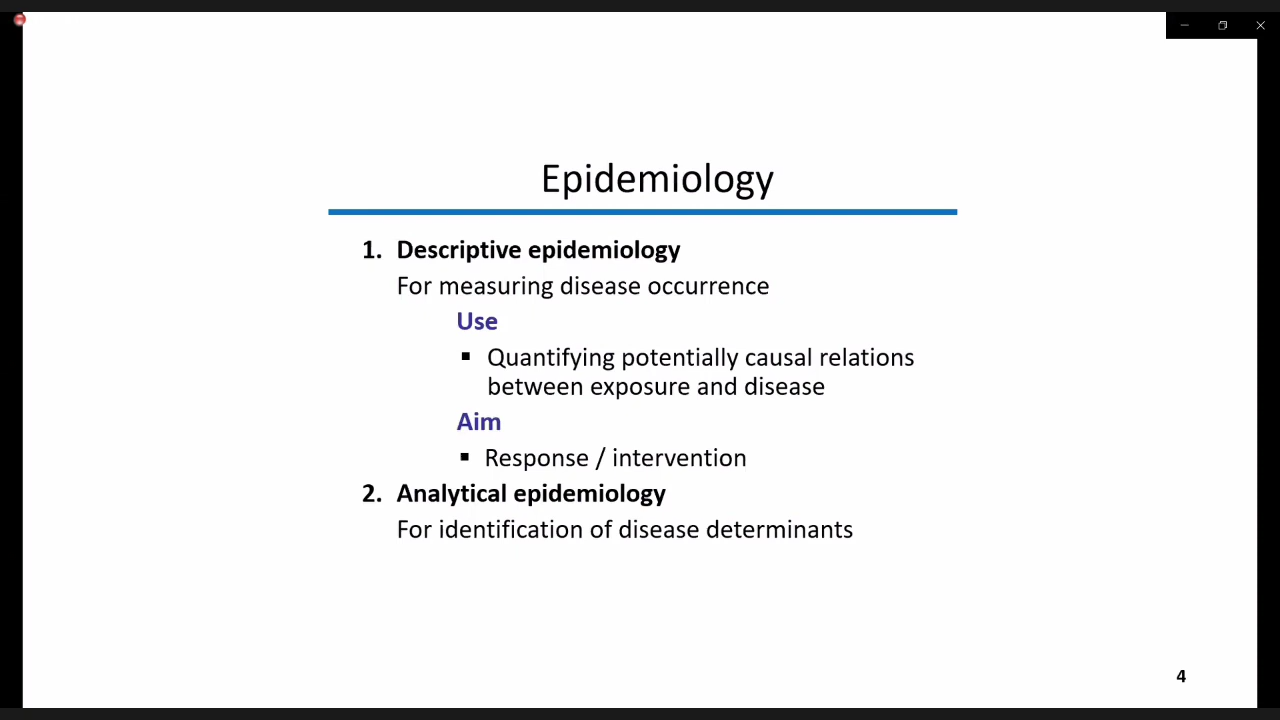 Epidemiology
1. Descriptive epidemiology
For measuring disease occurrence
Use
▪ Quantifying potentially causal relations
between exposure and disease
Aim
▪ Response / intervention
2. Analytical epidemiology
For identification of disease determinants
4